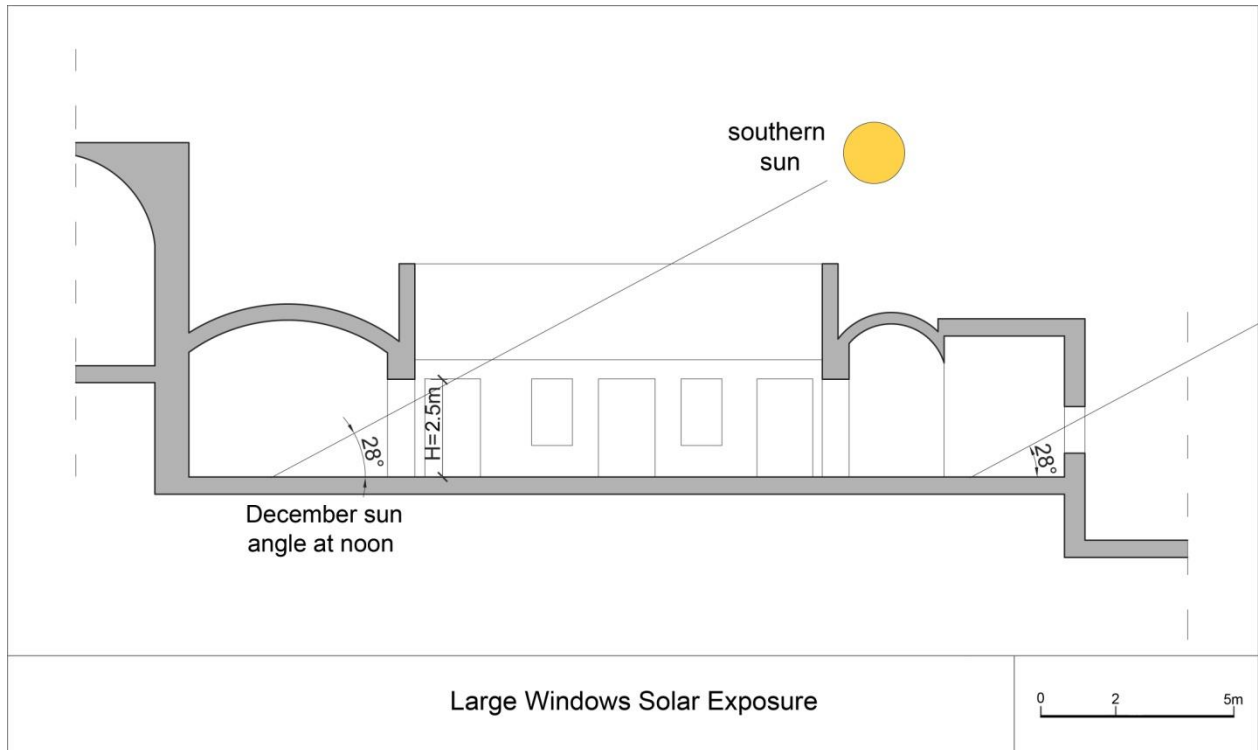 southern
sun
H=2.5m
28°
28°
December sun
angle at noon
Large Windows Solar Exposure
0 2 5m